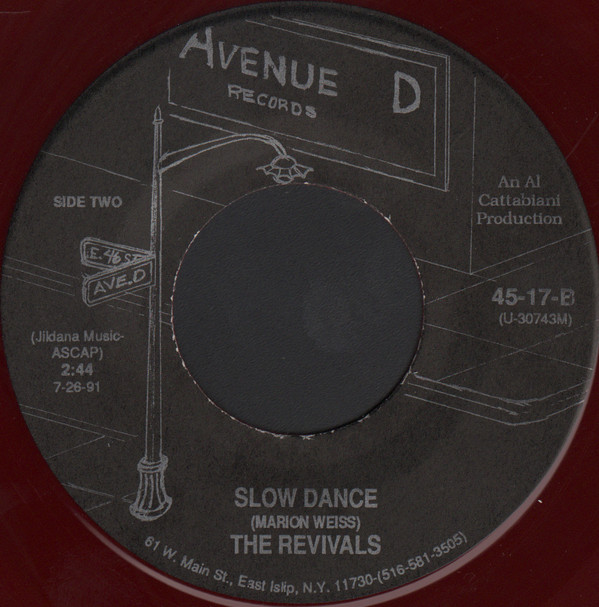 AVENUE D
RECORDS
SIDE TWO
An Al
Cattabiani
Production
E. 46 ST
AVE. D
45-17-B
(U-30743M)
(Jildana Music-
ASCAP)
2:44
7-26-91
SLOW DANCE
(MARION WEISS)
THE REVIVALS
61 W. Main St., East Islip, N.Y. 11730-(516-581-3505)